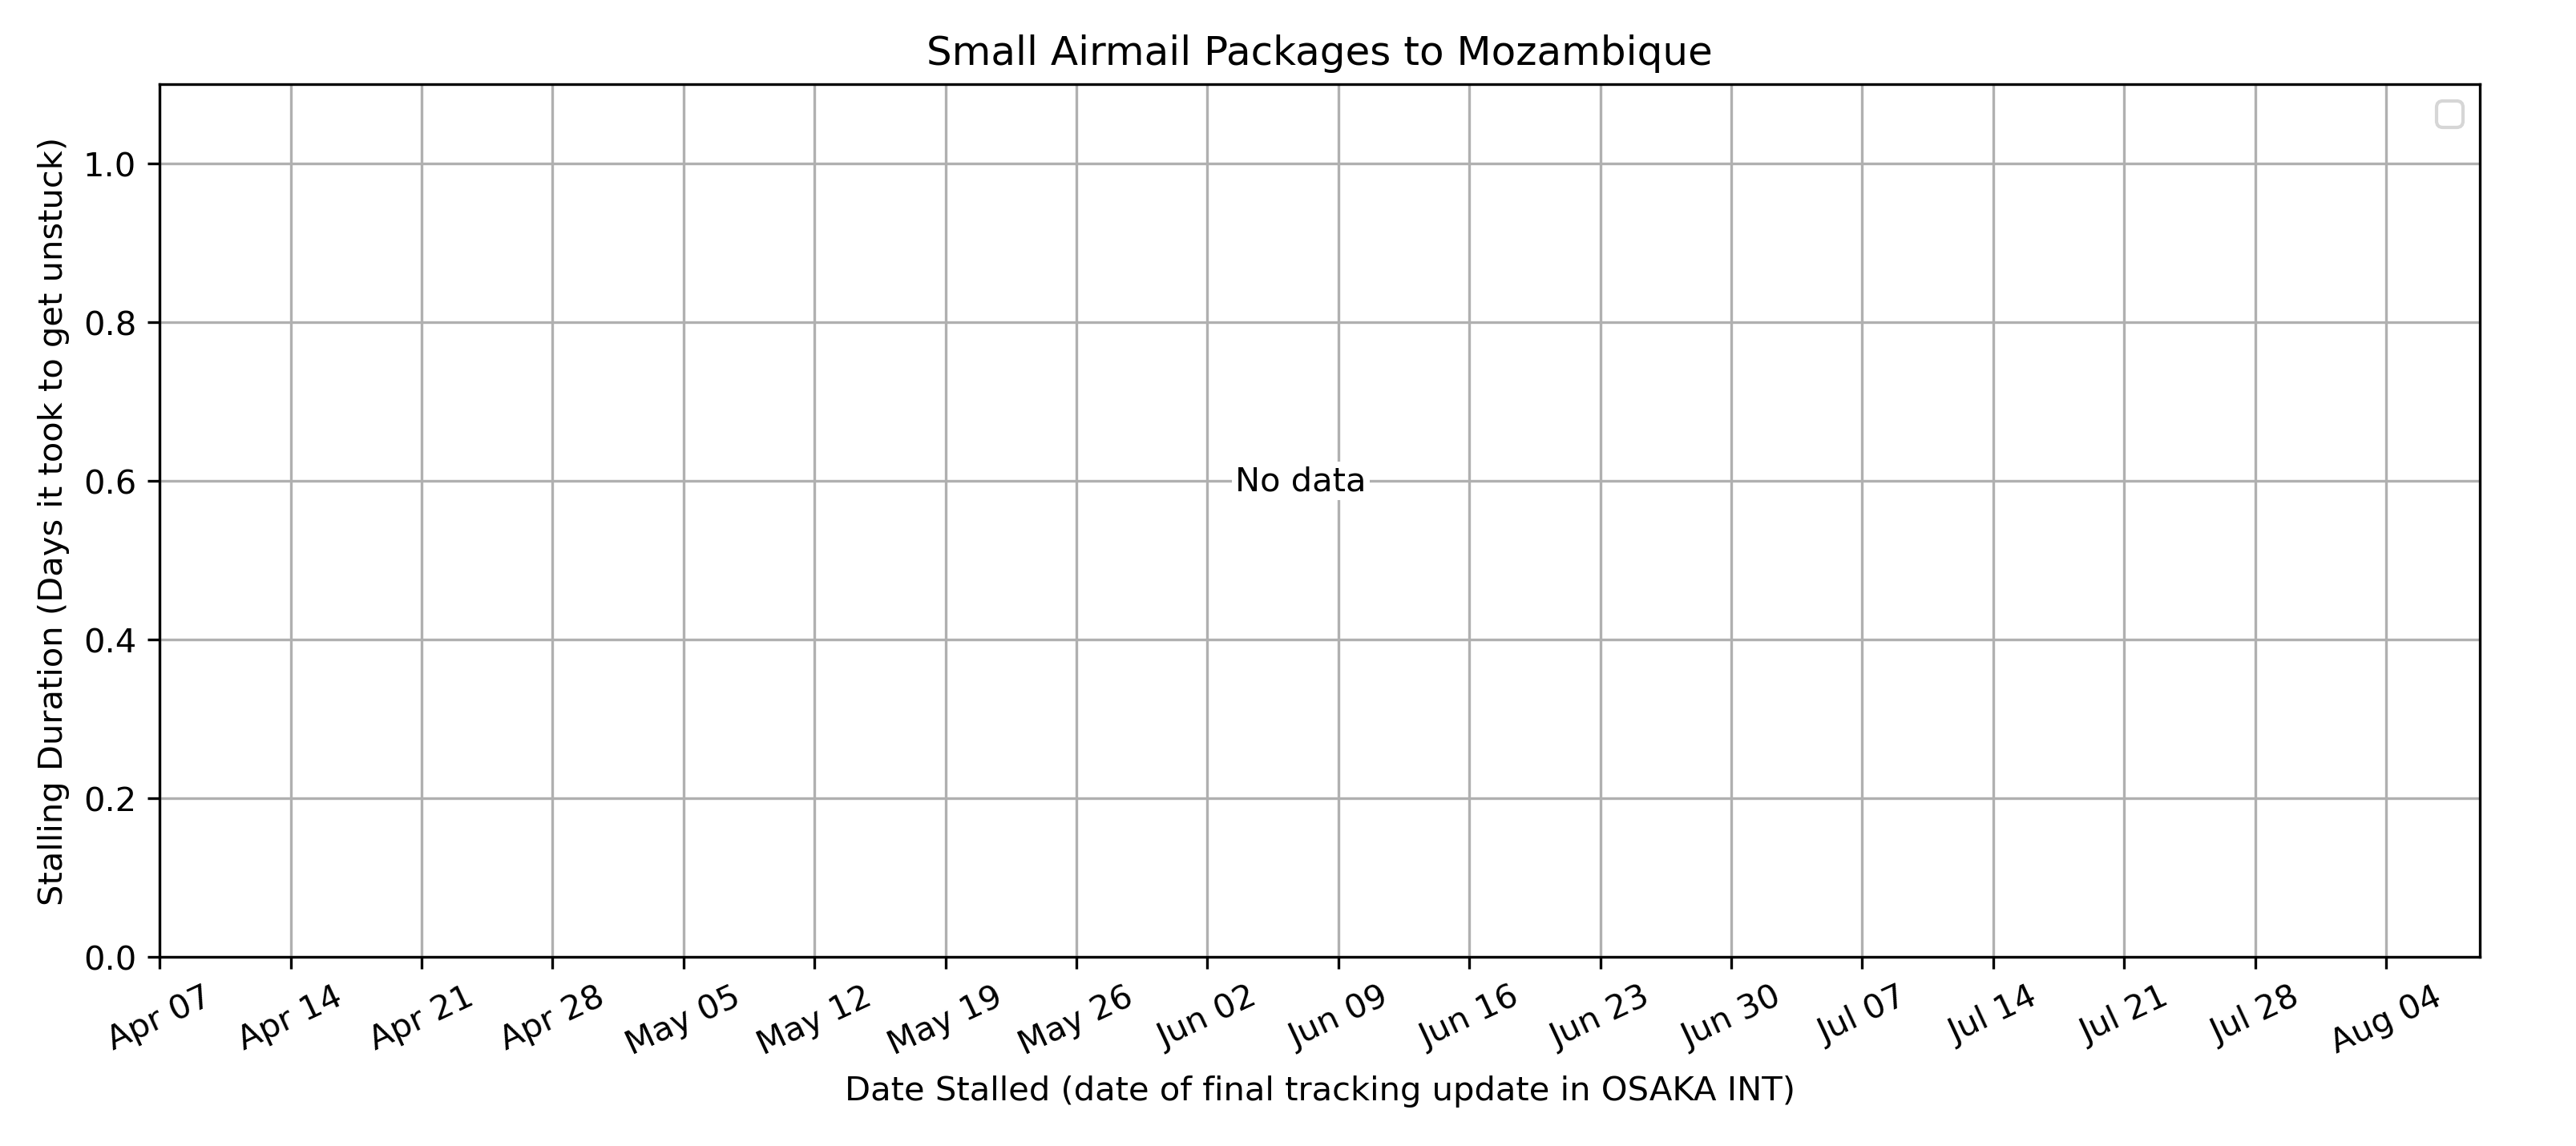 Small Airmail Packages to Mozambique
Stalling Duration (Days it took to get unstuck)
1.0
0.8
0.6
0.4
0.2
0.0
No data
Apr 07
Apr 14
Apr 21
Apr 28
May 05
May 12
May 19
May 26
Jun 02
Jun 09
Jun 16
Jun 23
Jun 30
Jul 07
Jul 14
Jul 21
Jul 28
Aug 04
Date Stalled (date of final tracking update in OSAKA INT)